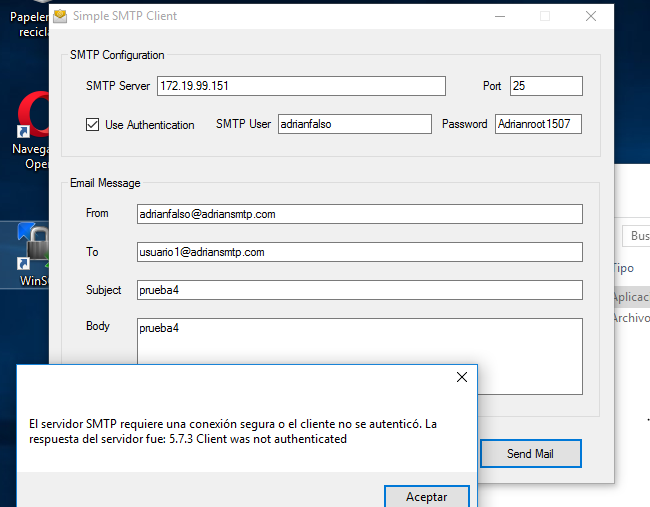 Papeler
recicla
Simple SMTP Client
SMTP Configuration
SMTP Server 172.19.99.151 Port 25
Use Authentication SMTP User adrianfalso Password Adrianroot1507
Navega
Oper
Email Message
From adrianfalso@adriansmtp.com
To usuario1@adriansmtp.com
Subject prueba4
Body prueba4
WinS
Bus
Tipo
Aplicac
Archivo
El servidor SMTP requiere una conexión segura o el cliente no se autenticó. La
respuesta del servidor fue: 5.7.3 Client was not authenticated
Send Mail
Aceptar